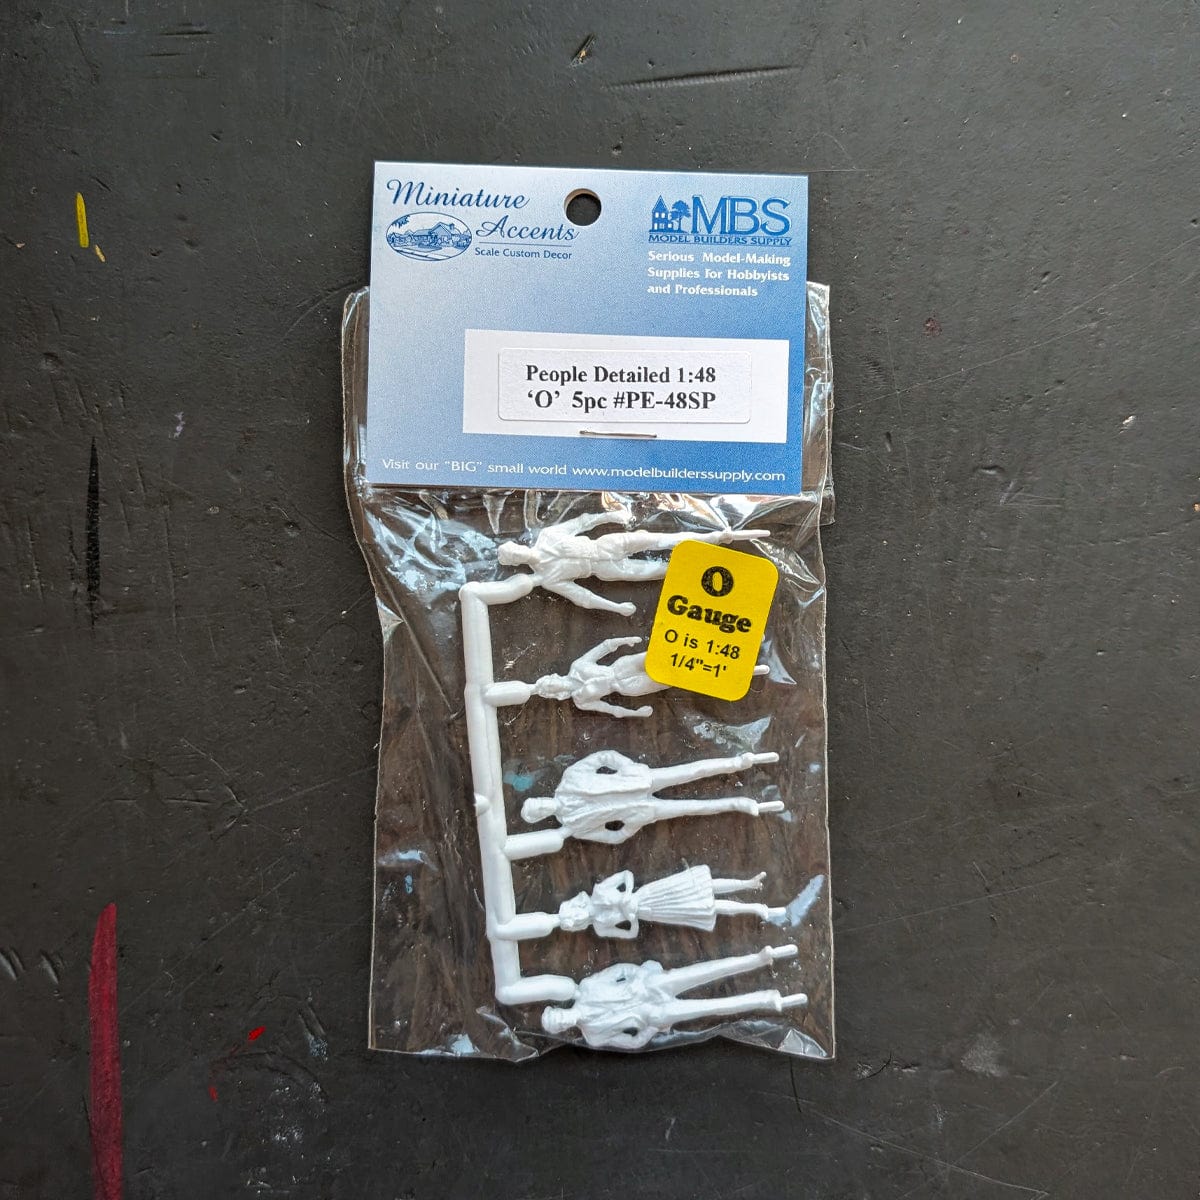 Miniature
Accents
Scale Custom Decor
MBS
MODEL BUILDERS SUPPLY
Serious Model-Making
Supplies For Hobbyists
and Professionals
People Detailed 1:48
‘O’ 5pc #PE-48SP
Visit our "BIG" small world www.modelbuilderssupply.com
O
Gauge
O is 1:48
1/4"=1'